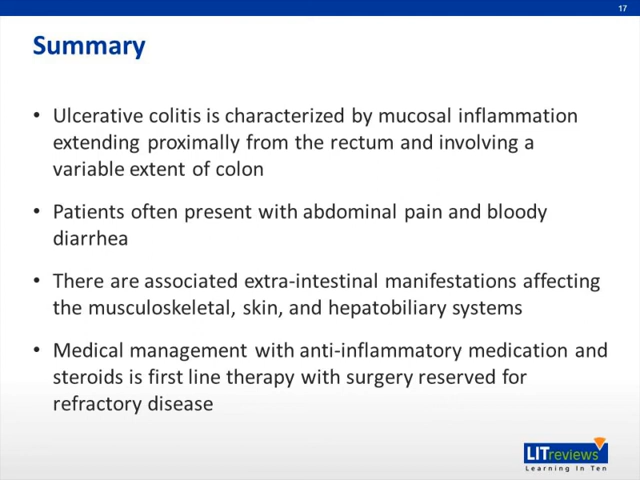 17
Summary
• Ulcerative colitis is characterized by mucosal inflammation
extending proximally from the rectum and involving a
variable extent of colon
• Patients often present with abdominal pain and bloody
diarrhea
• There are associated extra-intestinal manifestations affecting
the musculoskeletal, skin, and hepatobiliary systems
• Medical management with anti-inflammatory medication and
steroids is first line therapy with surgery reserved for
refractory disease
LITreviews
Learning In Ten